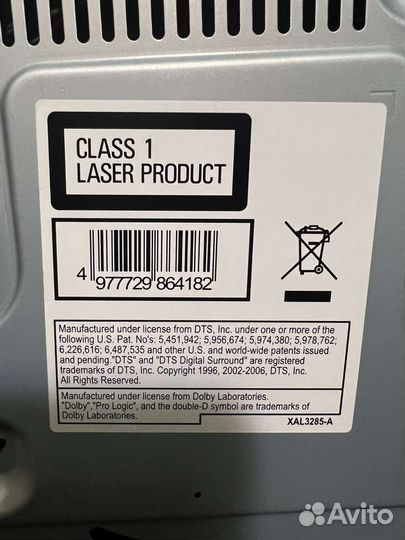 CLASS 1
LASER PRODUCT
4 977729 864182
Manufactured under license from DTS, Inc. under one or more of the
following U.S. Pat. No's: 5,451,942; 5,956,674; 5,974,380; 5,978,762;
6,226,616; 6,487,535 and other U.S. and world-wide patents issued
and pending."DTS" and "DTS Digital Surround" are registered
trademarks of DTS, Inc. Copyright 1996, 2002-2006, DTS, Inc.
All Rights Reserved.
Manufactured under license from Dolby Laboratories.
"Dolby","Pro Logic", and the double-D symbol are trademarks of
Dolby Laboratories.
XAL3285-A
Avito